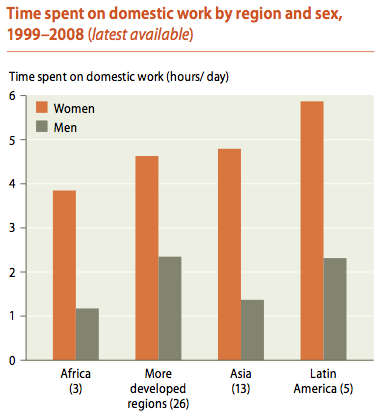 Time spent on domestic work by region and sex,
1999–2008 (latest available)
Time spent on domestic work (hours/ day)
6
5
4
3
2
1
0
Women
Men
Africa
(3)
More
developed
regions (26)
Asia
(13)
Latin
America (5)